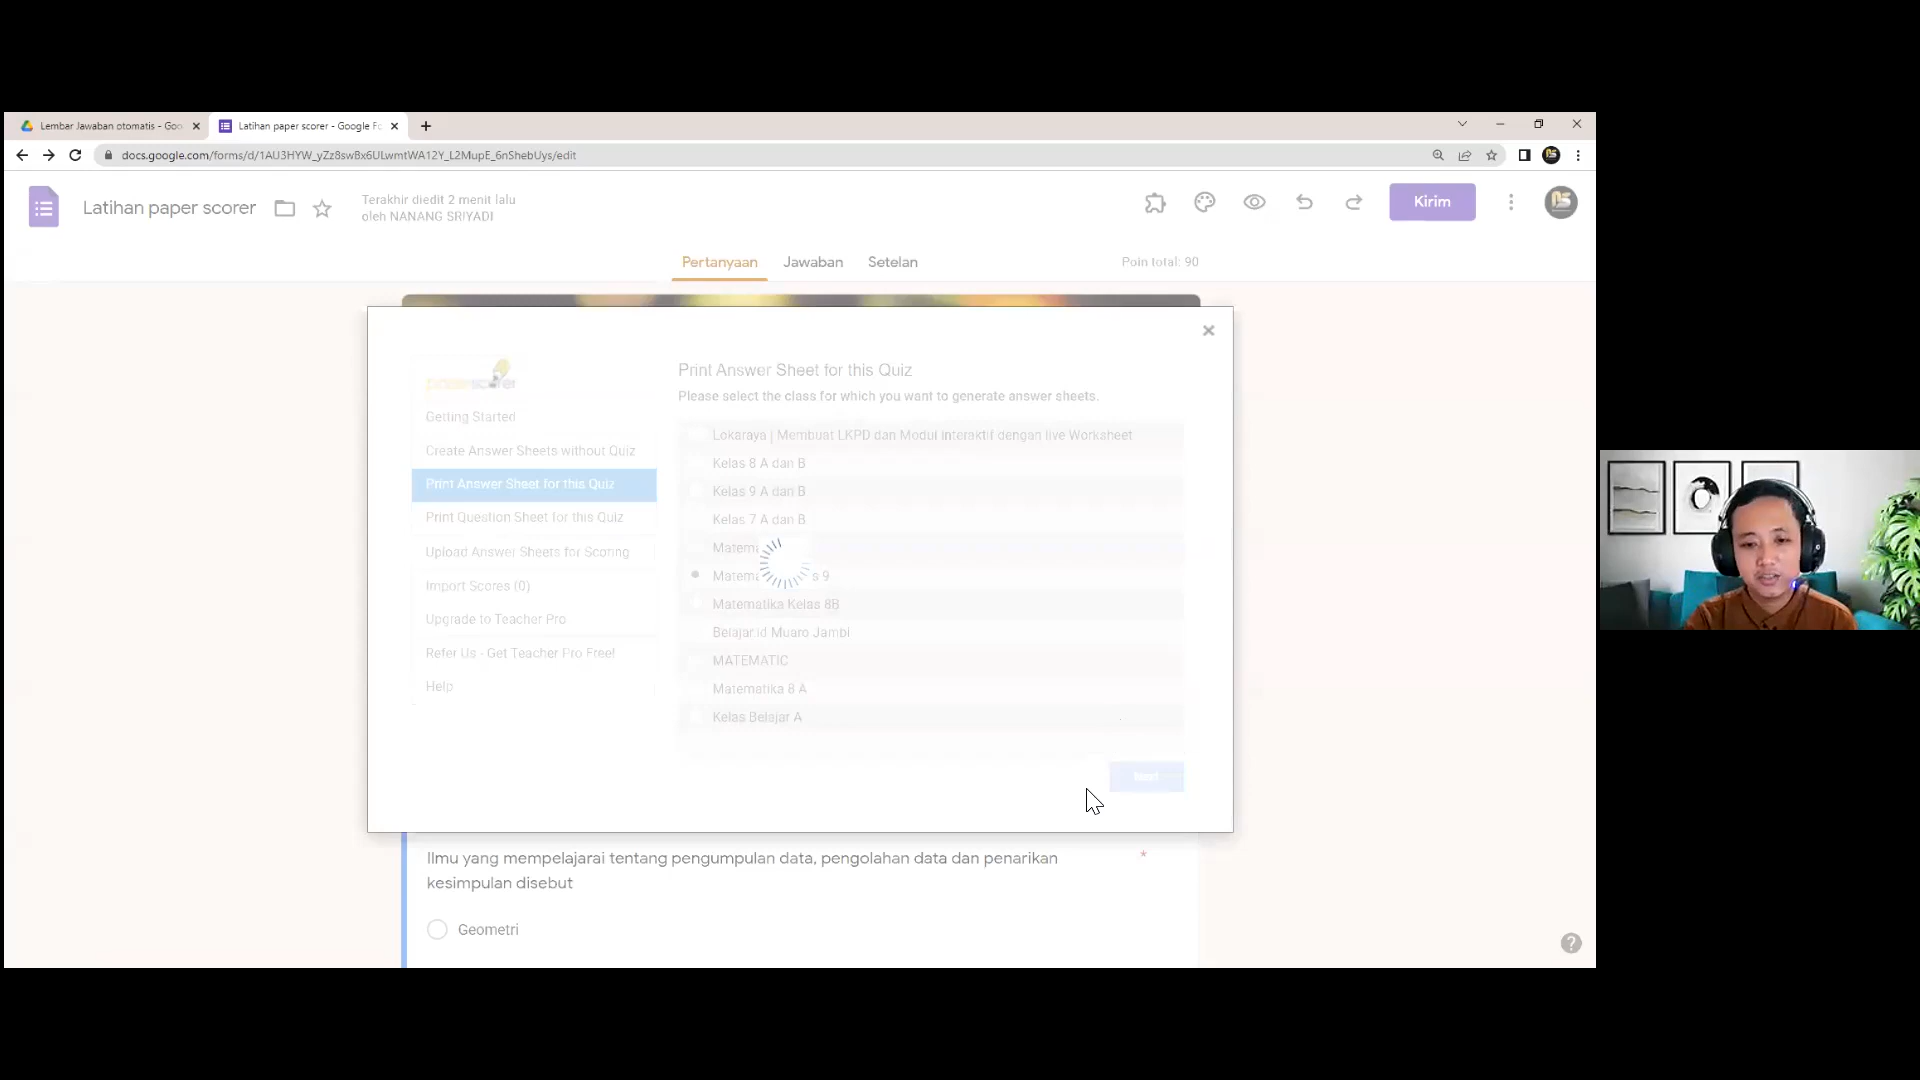 Lembar Jawaban otomatis - Goo
Latihan paper scorer - Google Fo
docs.google.com/forms/d/1AU3HYW_yZz8swBx6ULwmtWA12Y_L2MupE_6nShebUys/edit
Latihan paper scorer
Terakhir diedit 2 menit lalu
oleh NANANG SRIYADI
Kirim
Pertanyaan
Jawaban
Setelan
Poin total: 90
Getting Started
Create Answer Sheets without Quiz
Print Answer Sheet for this Quiz
Print Question Sheet for this Quiz
Upload Answer Sheets for Scoring
Import Scores (0)
Upgrade to Teacher Pro
Refer Us - Get Teacher Pro Free!
Help
Print Answer Sheet for this Quiz
Please select the class for which you want to generate answer sheets.
Lokaraya | Membuat LKPD dan Modul interaktif dengan live Worksheet
Kelas 8 A dan B
Kelas 9 A dan B
Kelas 7 A dan B
Matem
Matema s 9
Matematika Kelas 8B
Belajar.id Muaro Jambi
MATEMATIC
Matematika 8 A
Kelas Belajar A
Next
Ilmu yang mempelajarai tentang pengumpulan data, pengolahan data dan penarikan *
kesimpulan disebut
Geometri